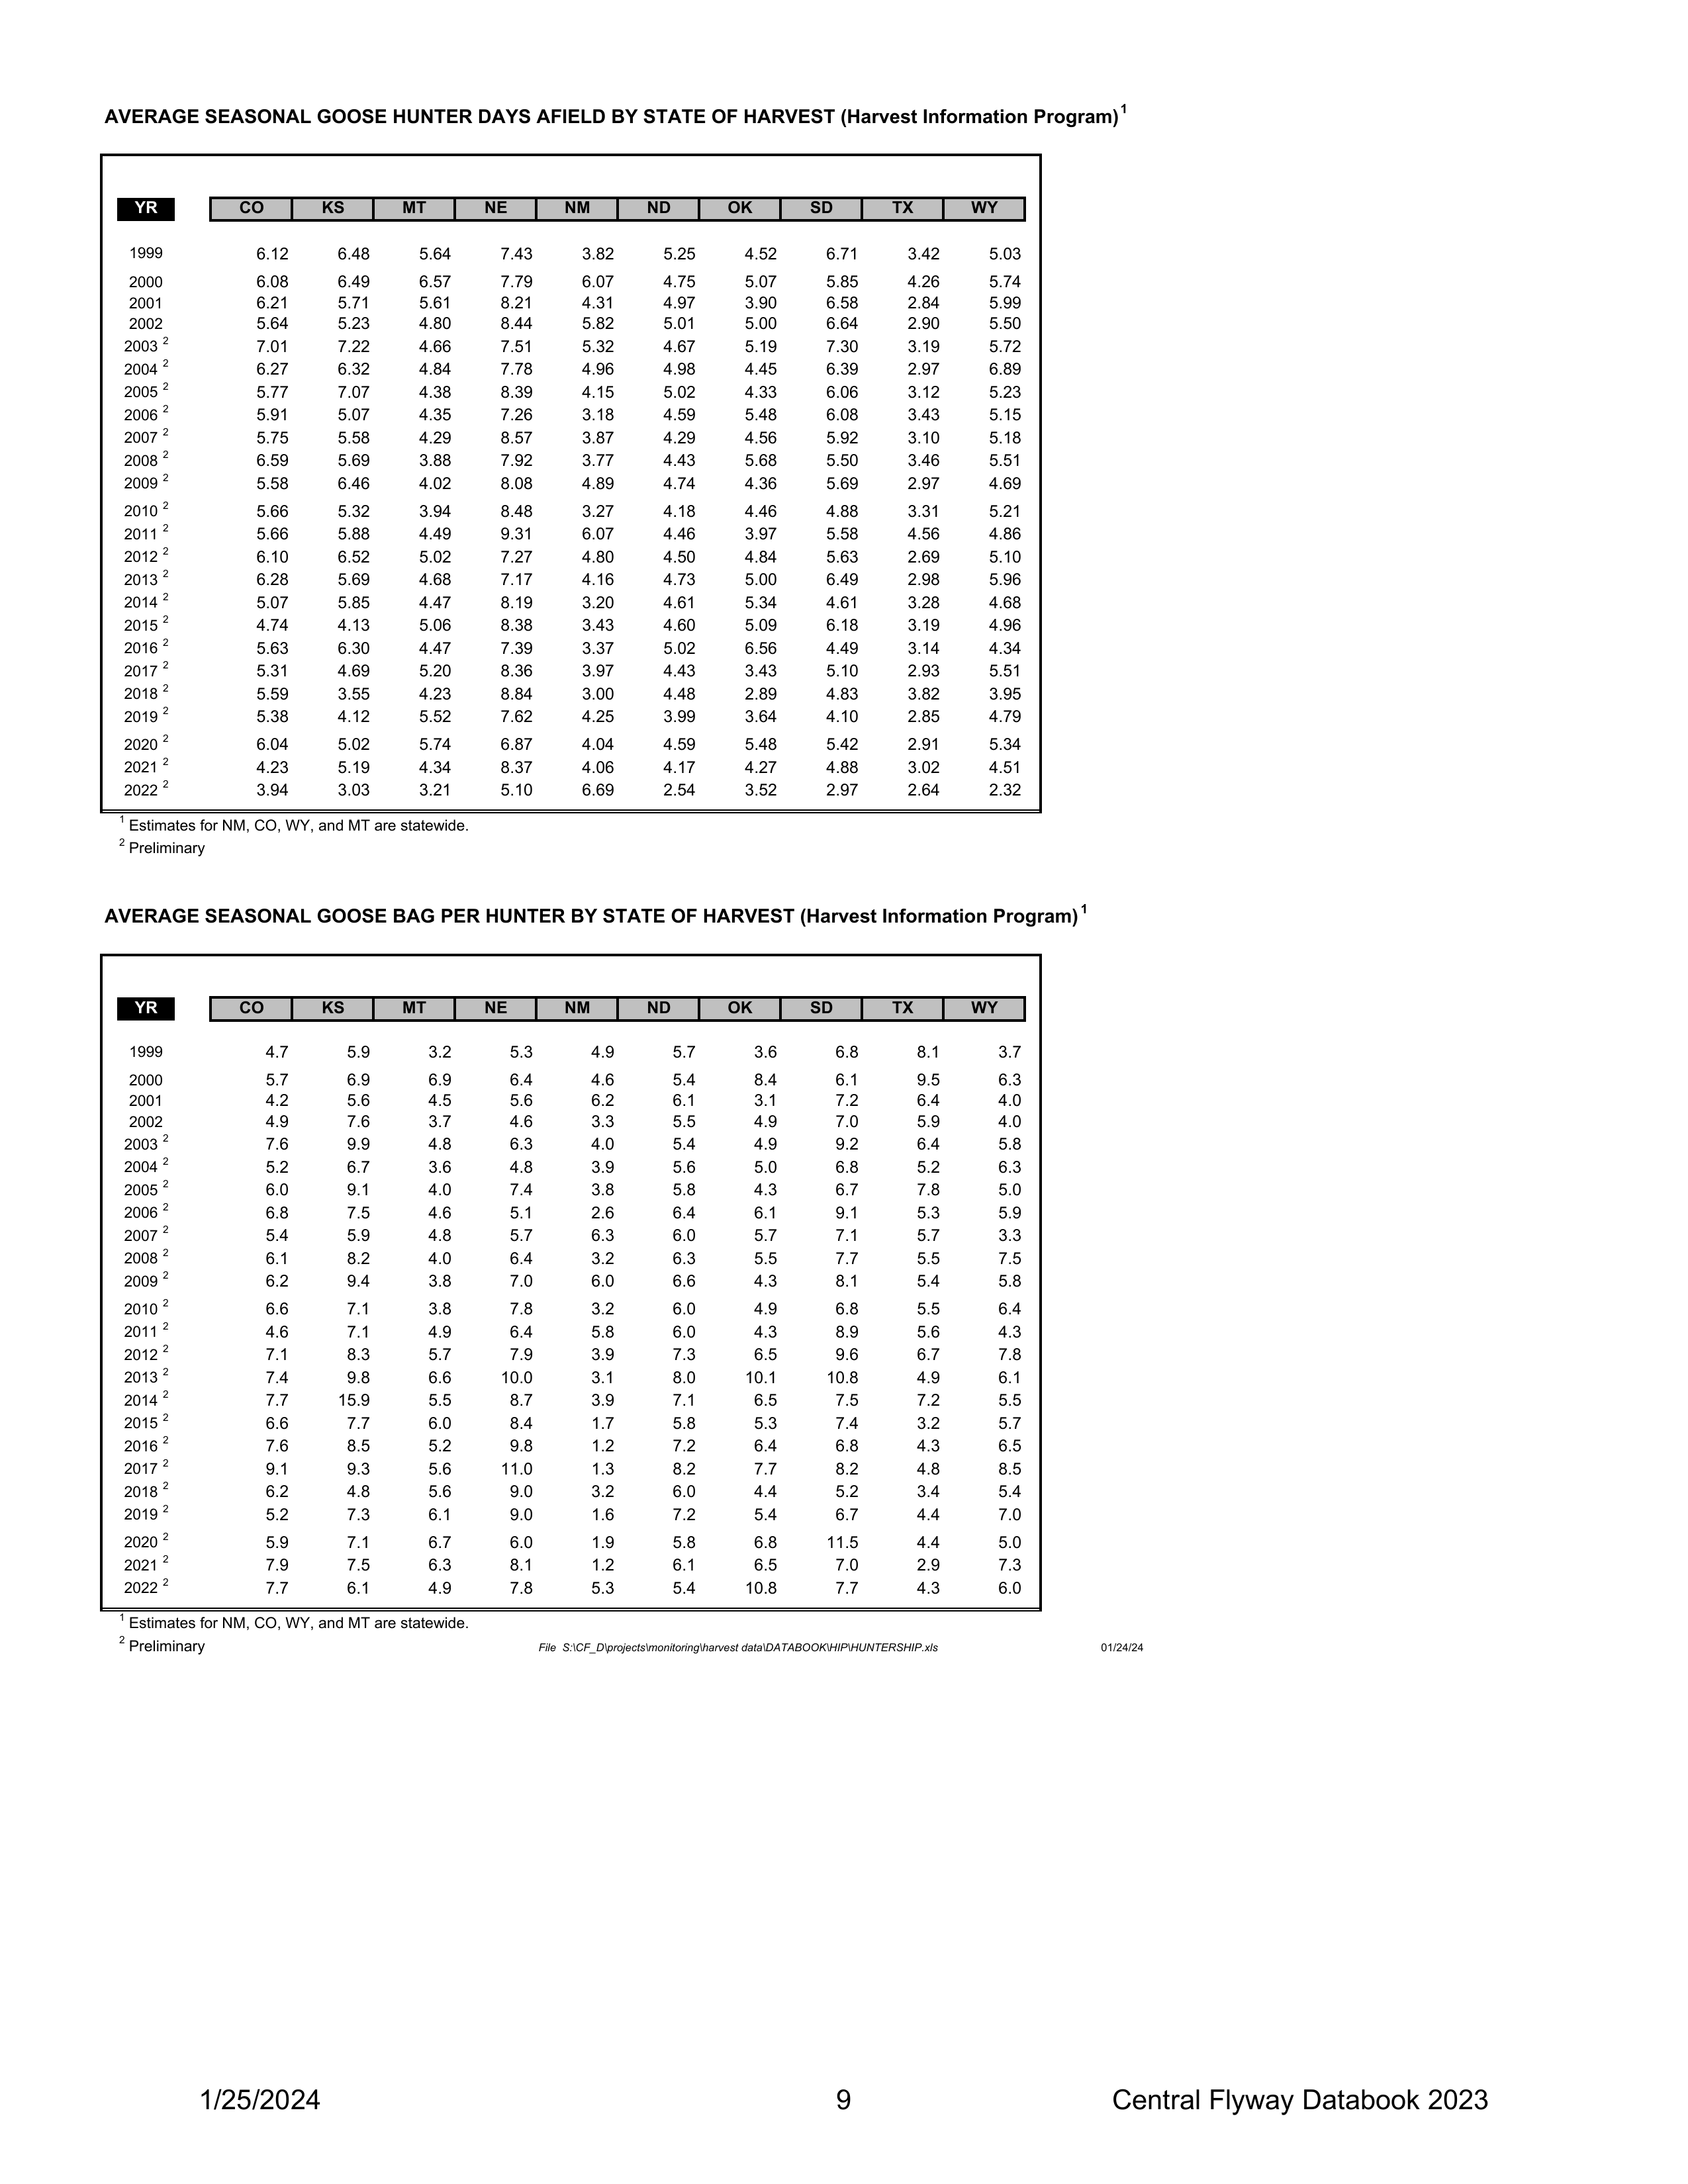 AVERAGE SEASONAL GOOSE HUNTER DAYS AFIELD BY STATE OF HARVEST (Harvest Information Program) 1
YR CO KS MT NE NM ND OK SD TX WY
1999 6.12 6.48 5.64 7.43 3.82 5.25 4.52 6.71 3.42 5.03
2000 6.08 6.49 6.57 7.79 6.07 4.75 5.07 5.85 4.26 5.74
2001 6.21 5.71 5.61 8.21 4.31 4.97 3.90 6.58 2.84 5.99
2002 5.64 5.23 4.80 8.44 5.82 5.01 5.00 6.64 2.90 5.50
2003 2 7.01 7.22 4.66 7.51 5.32 4.67 5.19 7.30 3.19 5.72
2004 2 6.27 6.32 4.84 7.78 4.96 4.98 4.45 6.39 2.97 6.89
2005 2 5.77 7.07 4.38 8.39 4.15 5.02 4.33 6.06 3.12 5.23
2006 2 5.91 5.07 4.35 7.26 3.18 4.59 5.48 6.08 3.43 5.15
2007 2 5.75 5.58 4.29 8.57 3.87 4.29 4.56 5.92 3.10 5.18
2008 2 6.59 5.69 3.88 7.92 3.77 4.43 5.68 5.50 3.46 5.51
2009 2 5.58 6.46 4.02 8.08 4.89 4.74 4.36 5.69 2.97 4.69
2010 2 5.66 5.32 3.94 8.48 3.27 4.18 4.46 4.88 3.31 5.21
2011 2 5.66 5.88 4.49 9.31 6.07 4.46 3.97 5.58 4.56 4.86
2012 2 6.10 6.52 5.02 7.27 4.80 4.50 4.84 5.63 2.69 5.10
2013 2 6.28 5.69 4.68 7.17 4.16 4.73 5.00 6.49 2.98 5.96
2014 2 5.07 5.85 4.47 8.19 3.20 4.61 5.34 4.61 3.28 4.68
2015 2 4.74 4.13 5.06 8.38 3.43 4.60 5.09 6.18 3.19 4.96
2016 2 5.63 6.30 4.47 7.39 3.37 5.02 6.56 4.49 3.14 4.34
2017 2 5.31 4.69 5.20 8.36 3.97 4.43 3.43 5.10 2.93 5.51
2018 2 5.59 3.55 4.23 8.84 3.00 4.48 2.89 4.83 3.82 3.95
2019 2 5.38 4.12 5.52 7.62 4.25 3.99 3.64 4.10 2.85 4.79
2020 2 6.04 5.02 5.74 6.87 4.04 4.59 5.48 5.42 2.91 5.34
2021 2 4.23 5.19 4.34 8.37 4.06 4.17 4.27 4.88 3.02 4.51
2022 2 3.94 3.03 3.21 5.10 6.69 2.54 3.52 2.97 2.64 2.32
1 Estimates for NM, CO, WY, and MT are statewide.
2 Preliminary
AVERAGE SEASONAL GOOSE BAG PER HUNTER BY STATE OF HARVEST (Harvest Information Program) 1
YR CO KS MT NE NM ND OK SD TX WY
1999 4.7 5.9 3.2 5.3 4.9 5.7 3.6 6.8 8.1 3.7
2000 5.7 6.9 6.9 6.4 4.6 5.4 8.4 6.1 9.5 6.3
2001 4.2 5.6 4.5 5.6 6.2 6.1 3.1 7.2 6.4 4.0
2002 4.9 7.6 3.7 4.6 3.3 5.5 4.9 7.0 5.9 4.0
2003 2 7.6 9.9 4.8 6.3 4.0 5.4 4.9 9.2 6.4 5.8
2004 2 5.2 6.7 3.6 4.8 3.9 5.6 5.0 6.8 5.2 6.3
2005 2 6.0 9.1 4.0 7.4 3.8 5.8 4.3 6.7 7.8 5.0
2006 2 6.8 7.5 4.6 5.1 2.6 6.4 6.1 9.1 5.3 5.9
2007 2 5.4 5.9 4.8 5.7 6.3 6.0 5.7 7.1 5.7 3.3
2008 2 6.1 8.2 4.0 6.4 3.2 6.3 5.5 7.7 5.5 7.5
2009 2 6.2 9.4 3.8 7.0 6.0 6.6 4.3 8.1 5.4 5.8
2010 2 6.6 7.1 3.8 7.8 3.2 6.0 4.9 6.8 5.5 6.4
2011 2 4.6 7.1 4.9 6.4 5.8 6.0 4.3 8.9 5.6 4.3
2012 2 7.1 8.3 5.7 7.9 3.9 7.3 6.5 9.6 6.7 7.8
2013 2 7.4 9.8 6.6 10.0 3.1 8.0 10.1 10.8 4.9 6.1
2014 2 7.7 15.9 5.5 8.7 3.9 7.1 6.5 7.5 7.2 5.5
2015 2 6.6 7.7 6.0 8.4 1.7 5.8 5.3 7.4 3.2 5.7
2016 2 7.6 8.5 5.2 9.8 1.2 7.2 6.4 6.8 4.3 6.5
2017 2 9.1 9.3 5.6 11.0 1.3 8.2 7.7 8.2 4.8 8.5
2018 2 6.2 4.8 5.6 9.0 3.2 6.0 4.4 5.2 3.4 5.4
2019 2 5.2 7.3 6.1 9.0 1.6 7.2 5.4 6.7 4.4 7.0
2020 2 5.9 7.1 6.7 6.0 1.9 5.8 6.8 11.5 4.4 5.0
2021 2 7.9 7.5 6.3 8.1 1.2 6.1 6.5 7.0 2.9 7.3
2022 2 7.7 6.1 4.9 7.8 5.3 5.4 10.8 7.7 4.3 6.0
1 Estimates for NM, CO, WY, and MT are statewide.
2 Preliminary File S:\CF_D\projects\monitoring\harvest data\DATABOOK\HIP\HUNTERSHIP.xls 01/24/24
1/25/2024 9 Central Flyway Databook 2023